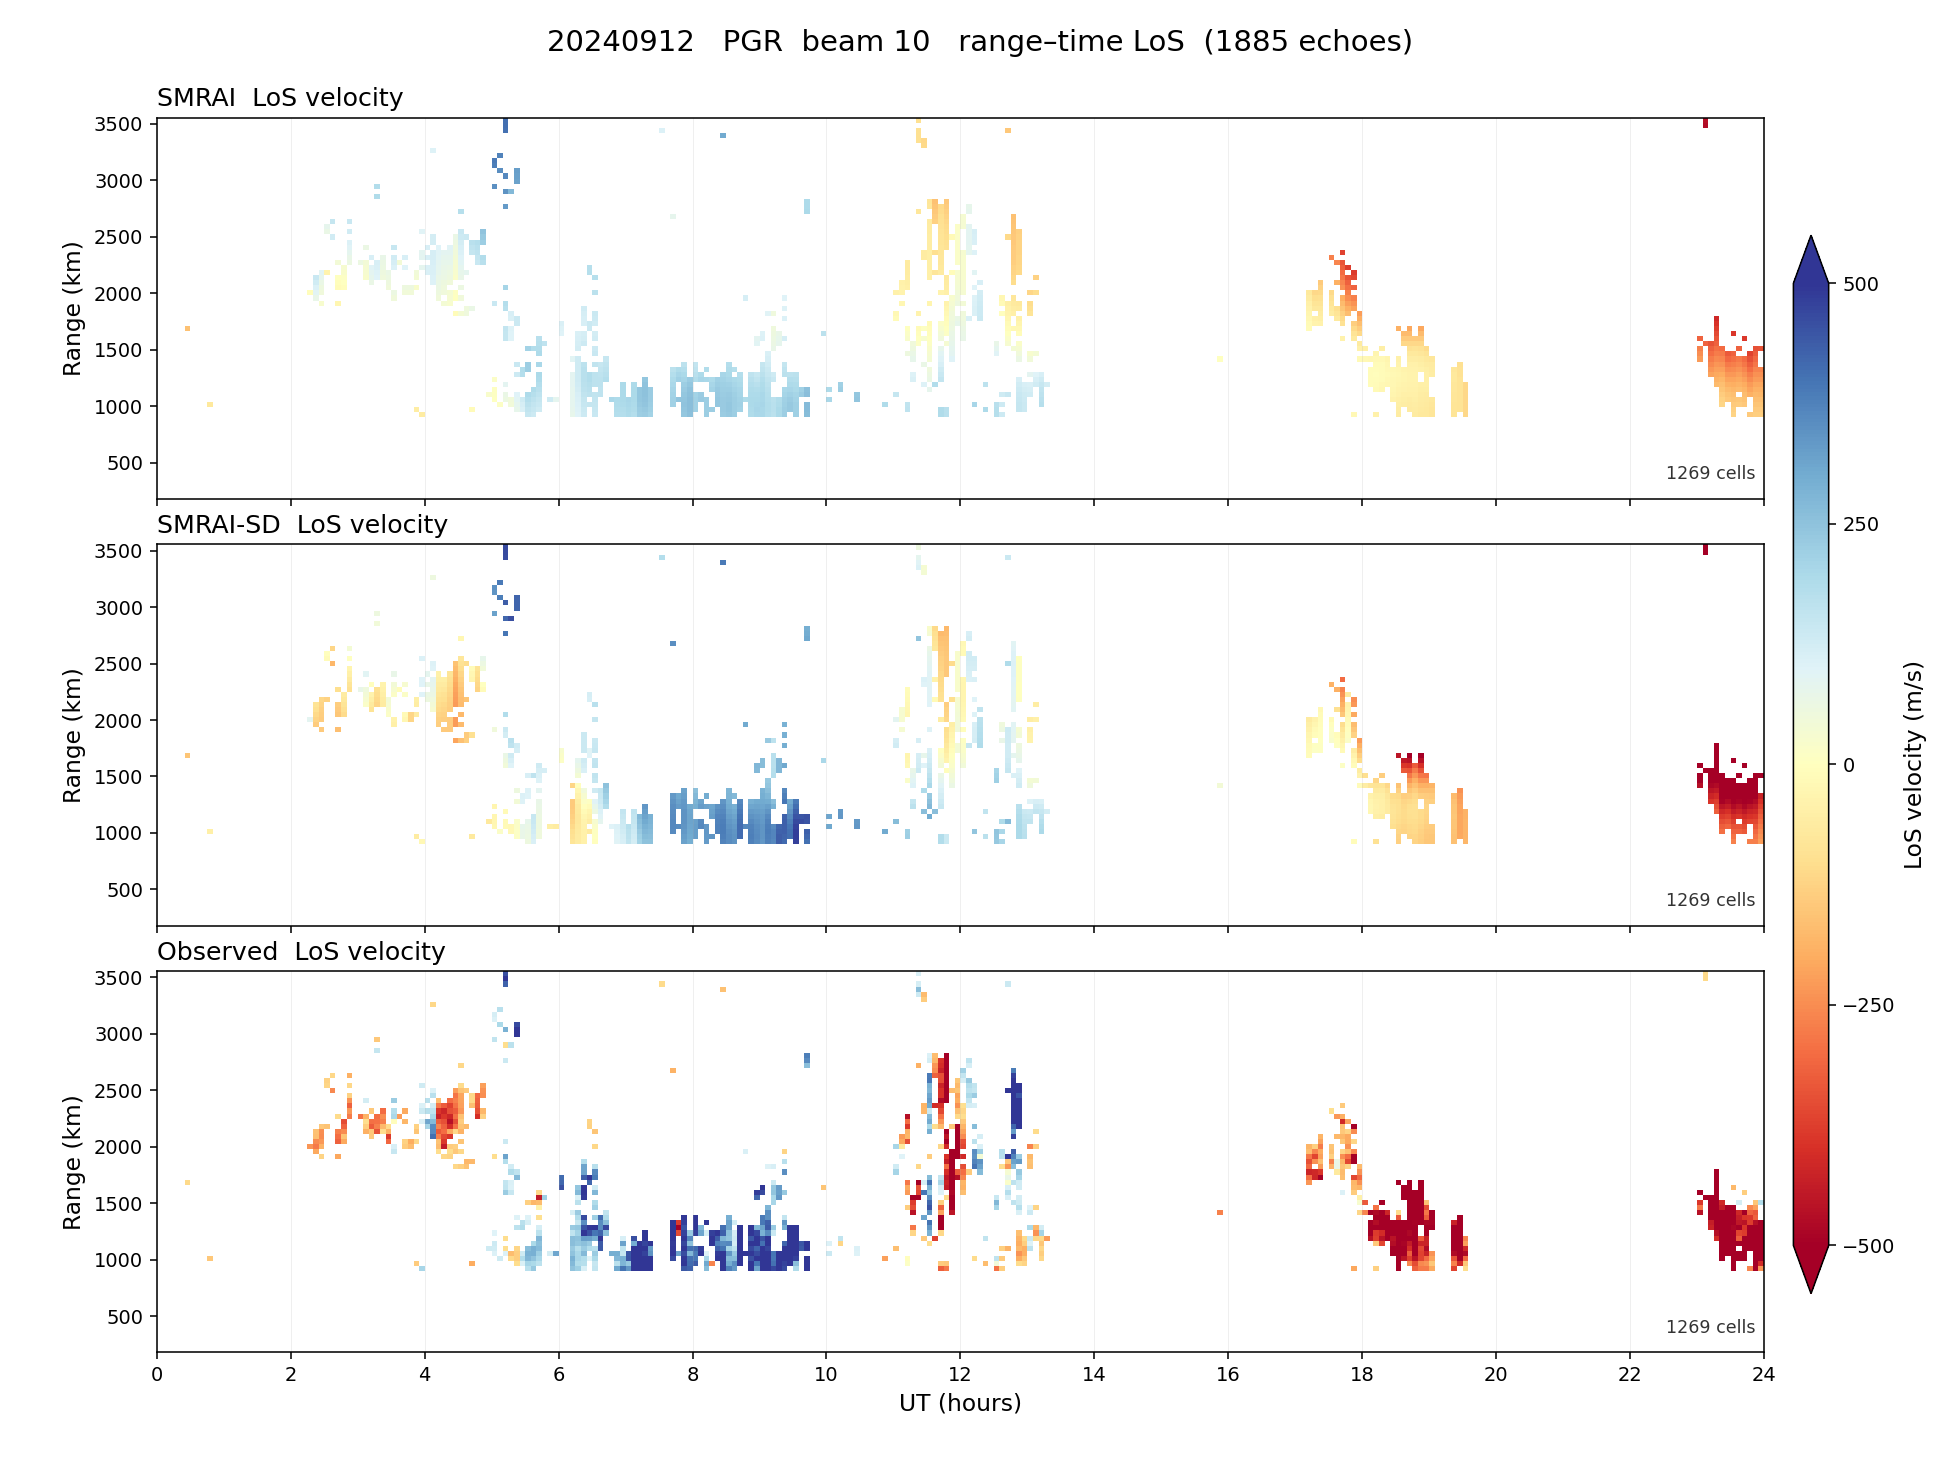 20240912   PGR  beam 10   range–time LoS  (1885 echoes)
SMRAI  LoS velocity
3500
3000
2500
2000
1500
1000
500
Range (km)
1269 cells
SMRAI-SD  LoS velocity
3500
3000
2500
2000
1500
1000
500
Range (km)
1269 cells
Observed  LoS velocity
3500
3000
2500
2000
1500
1000
500
Range (km)
1269 cells
0 2 4 6 8 10 12 14 16 18 20 22 24
UT (hours)
500
250
0
−250
−500
LoS velocity (m/s)